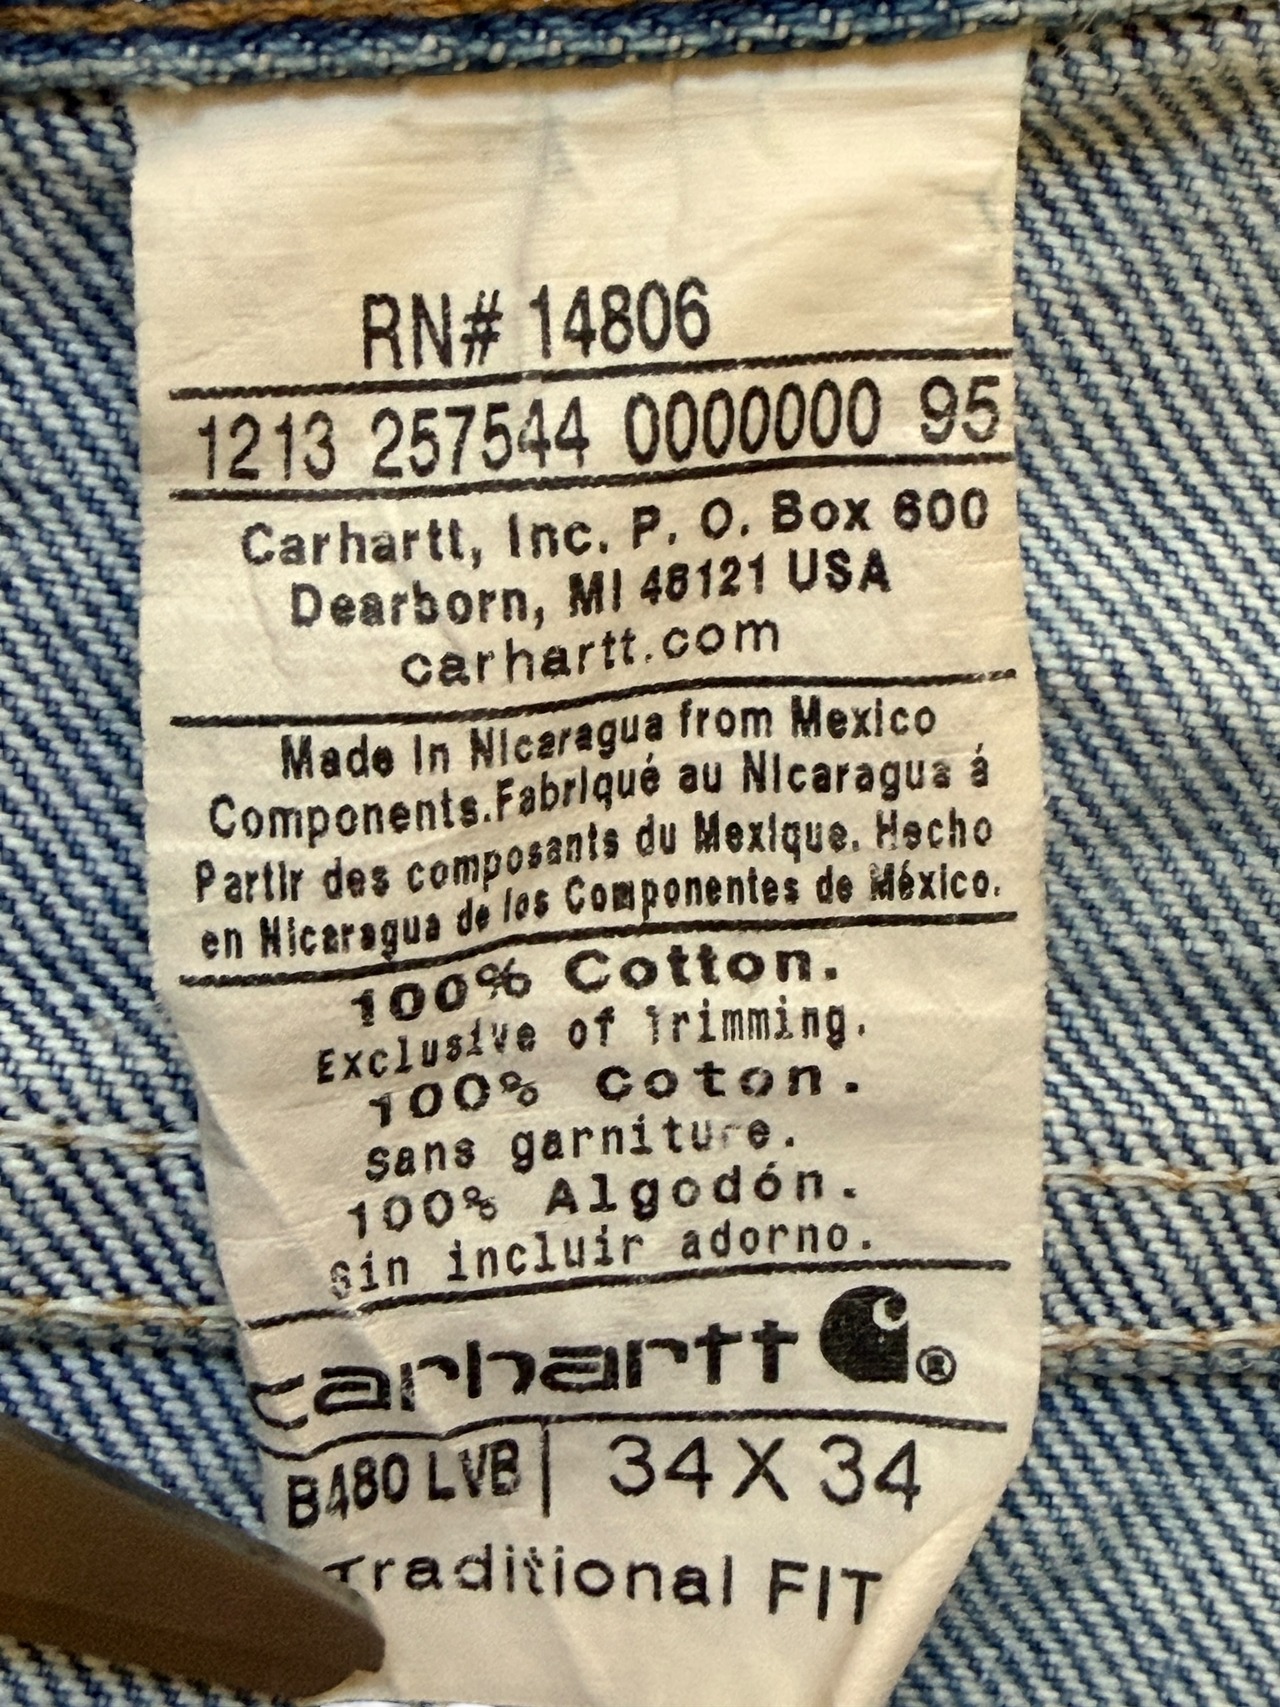 RN# 14806
1213 257544 0000000 95
Carhartt, Inc. P. O. Box 600
Dearborn, MI 48121 USA
carhartt.com
Made In Nicaragua from Mexico
Components.Fabriqué au Nicaragua á
Partir des composants du Mexique. Hecho
en Nicaragua de los Componentes de México.
100% Cotton.
Exclusive of Trimming.
100% coton.
sans garniture.
100% Algodón.
Sin incluir adorno.
carhartt ®
B480 LVB | 34 X 34
Traditional FIT